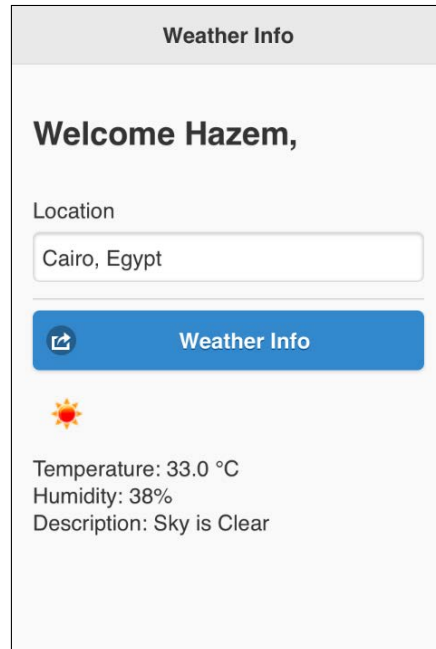 Weather Info
Welcome Hazem,
Location
Cairo, Egypt
Weather Info
Temperature: 33.0 °C
Humidity: 38%
Description: Sky is Clear